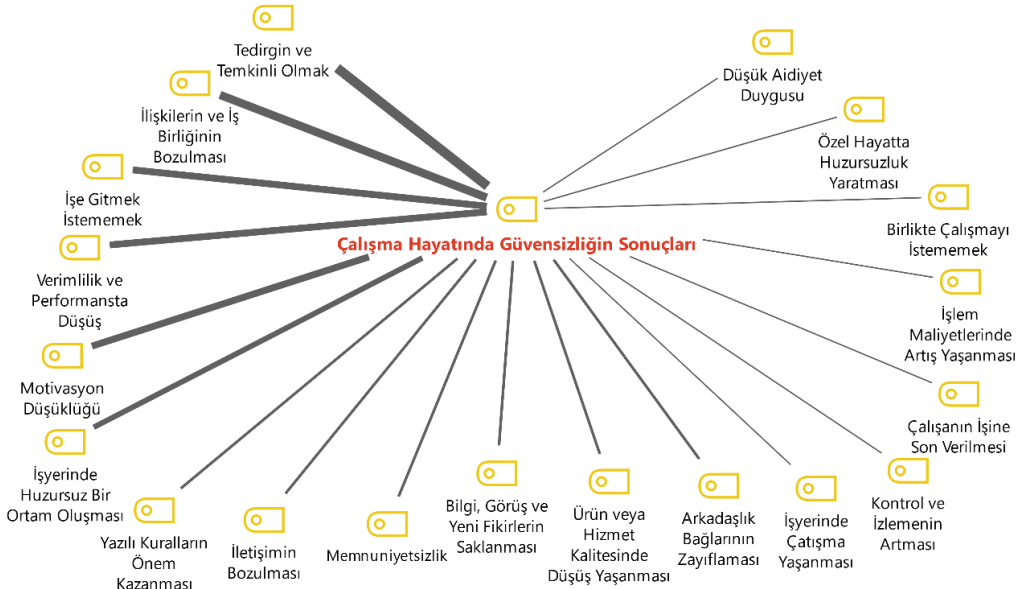 Tedirgin ve
Temkinli Olmak
İlişkilerin ve İş
Birliğinin
Bozulması
İşe Gitmek
İstememek
Verimlilik ve
Performansta
Düşüş
Motivasyon
Düşüklüğü
İşyerinde
Huzursuz Bir
Ortam Oluşması
Yazılı Kuralların
Önem
Kazanması
İletişimin
Bozulması
Memnuniyetsizlik
Bilgi, Görüş ve
Yeni Fikirlerin
Saklanması
Ürün veya
Hizmet
Kalitesinde
Düşüş Yaşanması
Arkadaşlık
Bağlarının
Zayıflaması
İşyerinde
Çatışma
Yaşanması
Kontrol ve
İzlemenin
Artması
Çalışanın İşine
Son Verilmesi
İşlem
Maliyetlerinde
Artış Yaşanması
Birlikte Çalışmayı
İstememek
Özel Hayatta
Huzursuzluk
Yaratması
Düşük Aidiyet
Duygusu
Çalışma Hayatında Güvensizliğin Sonuçları